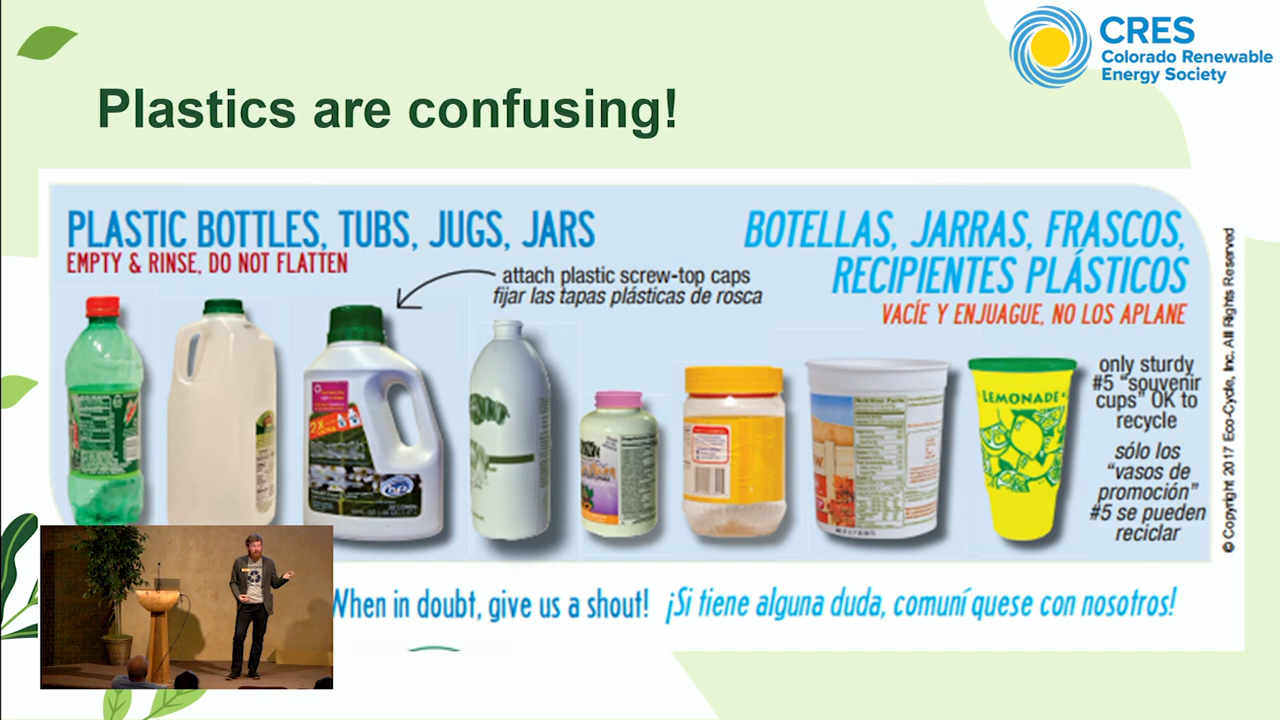 CRES
Colorado Renewable
Energy Society
Plastics are confusing!
PLASTIC BOTTLES, TUBS, JUGS, JARS
EMPTY & RINSE, DO NOT FLATTEN
attach plastic screw-top caps
fijar las tapas plásticas de rosca
BOTELLAS, JARRAS, FRASCOS,
RECIPIENTES PLÁSTICOS
VACÍE Y ENJUAGUE, NO LOS APLANE
2X
Nutrition Facts
LEMONADE
only sturdy
#5 "souvenir
cups" OK to
recycle
sólo los
"vasos de
promoción"
#5 se pueden
reciclar
© Copyright 2017 Eco-Cycle, Inc. All Rights Reserved
When in doubt, give us a shout!
¡Si tiene alguna duda, comuníquese con nosotros!